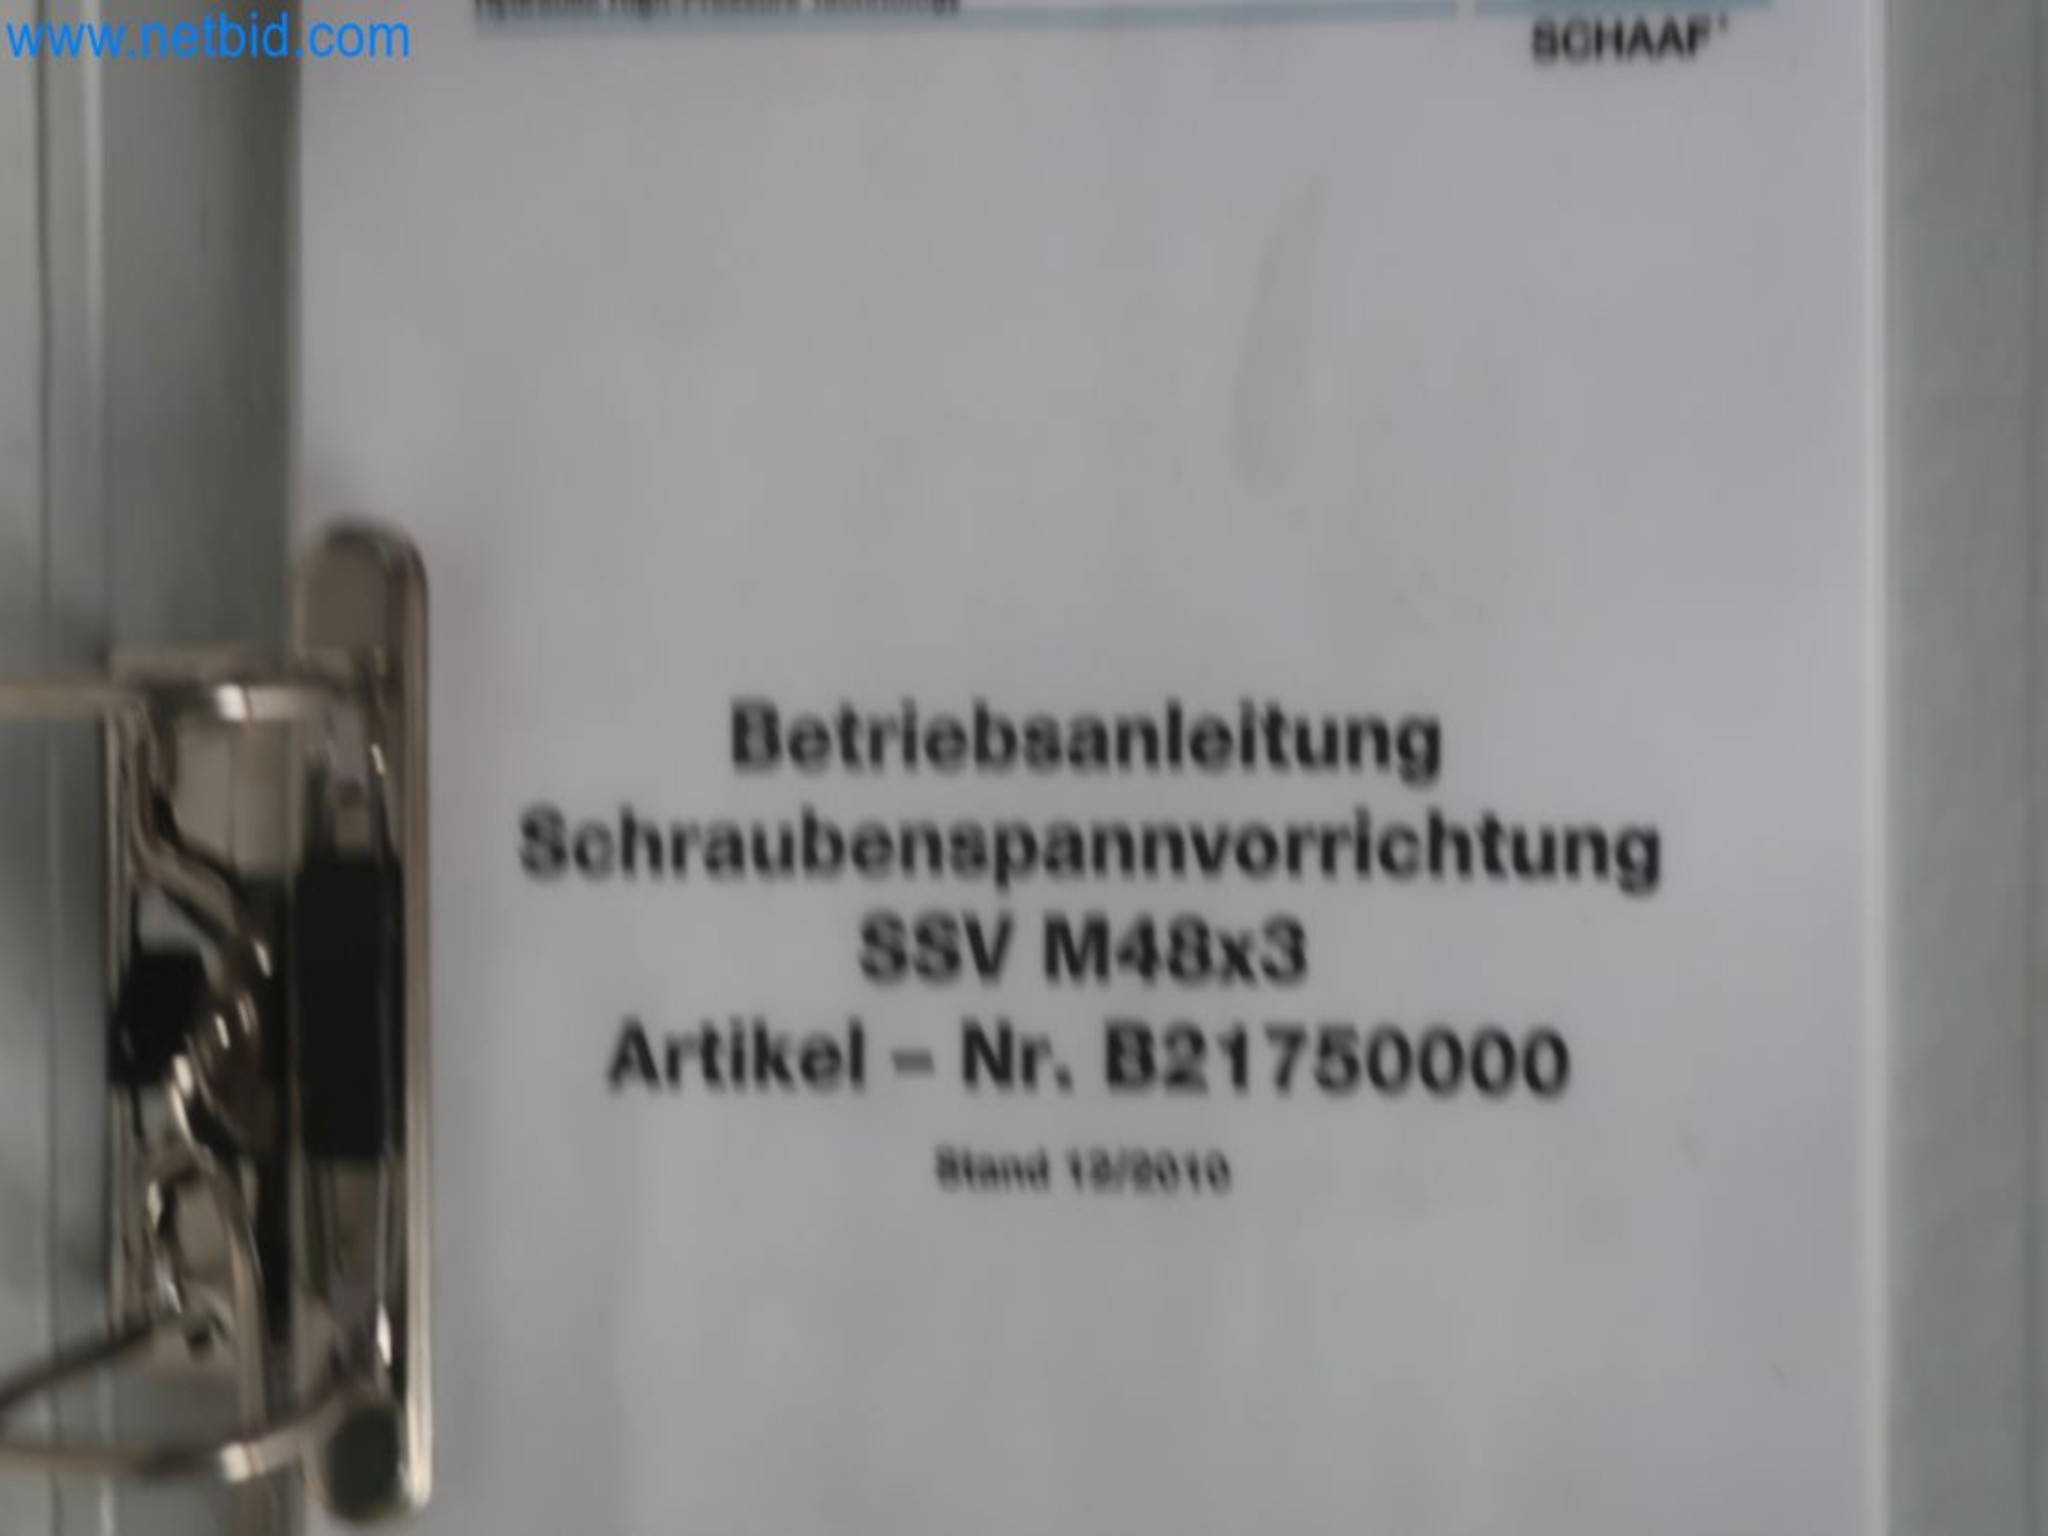 www.netbid.com
SCHAAF
Betriebsanleitung
Schraubenspannvorrichtung
SSV M48x3
Artikel – Nr. B21750000
Stand 12/2010